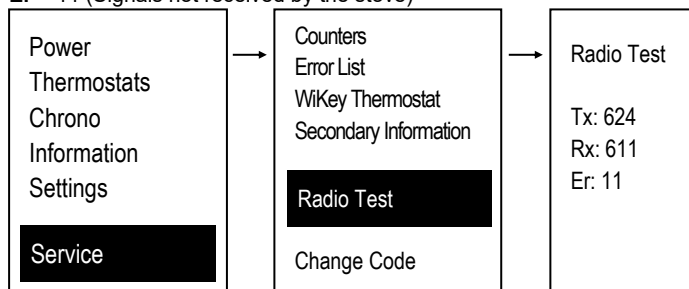 Power
Thermostats
Chrono
Information
Settings
Service
Counters
Error List
WiKey Thermostat
Secondary Information
Radio Test
Change Code
Radio Test
Tx: 624
Rx: 611
Er: 11